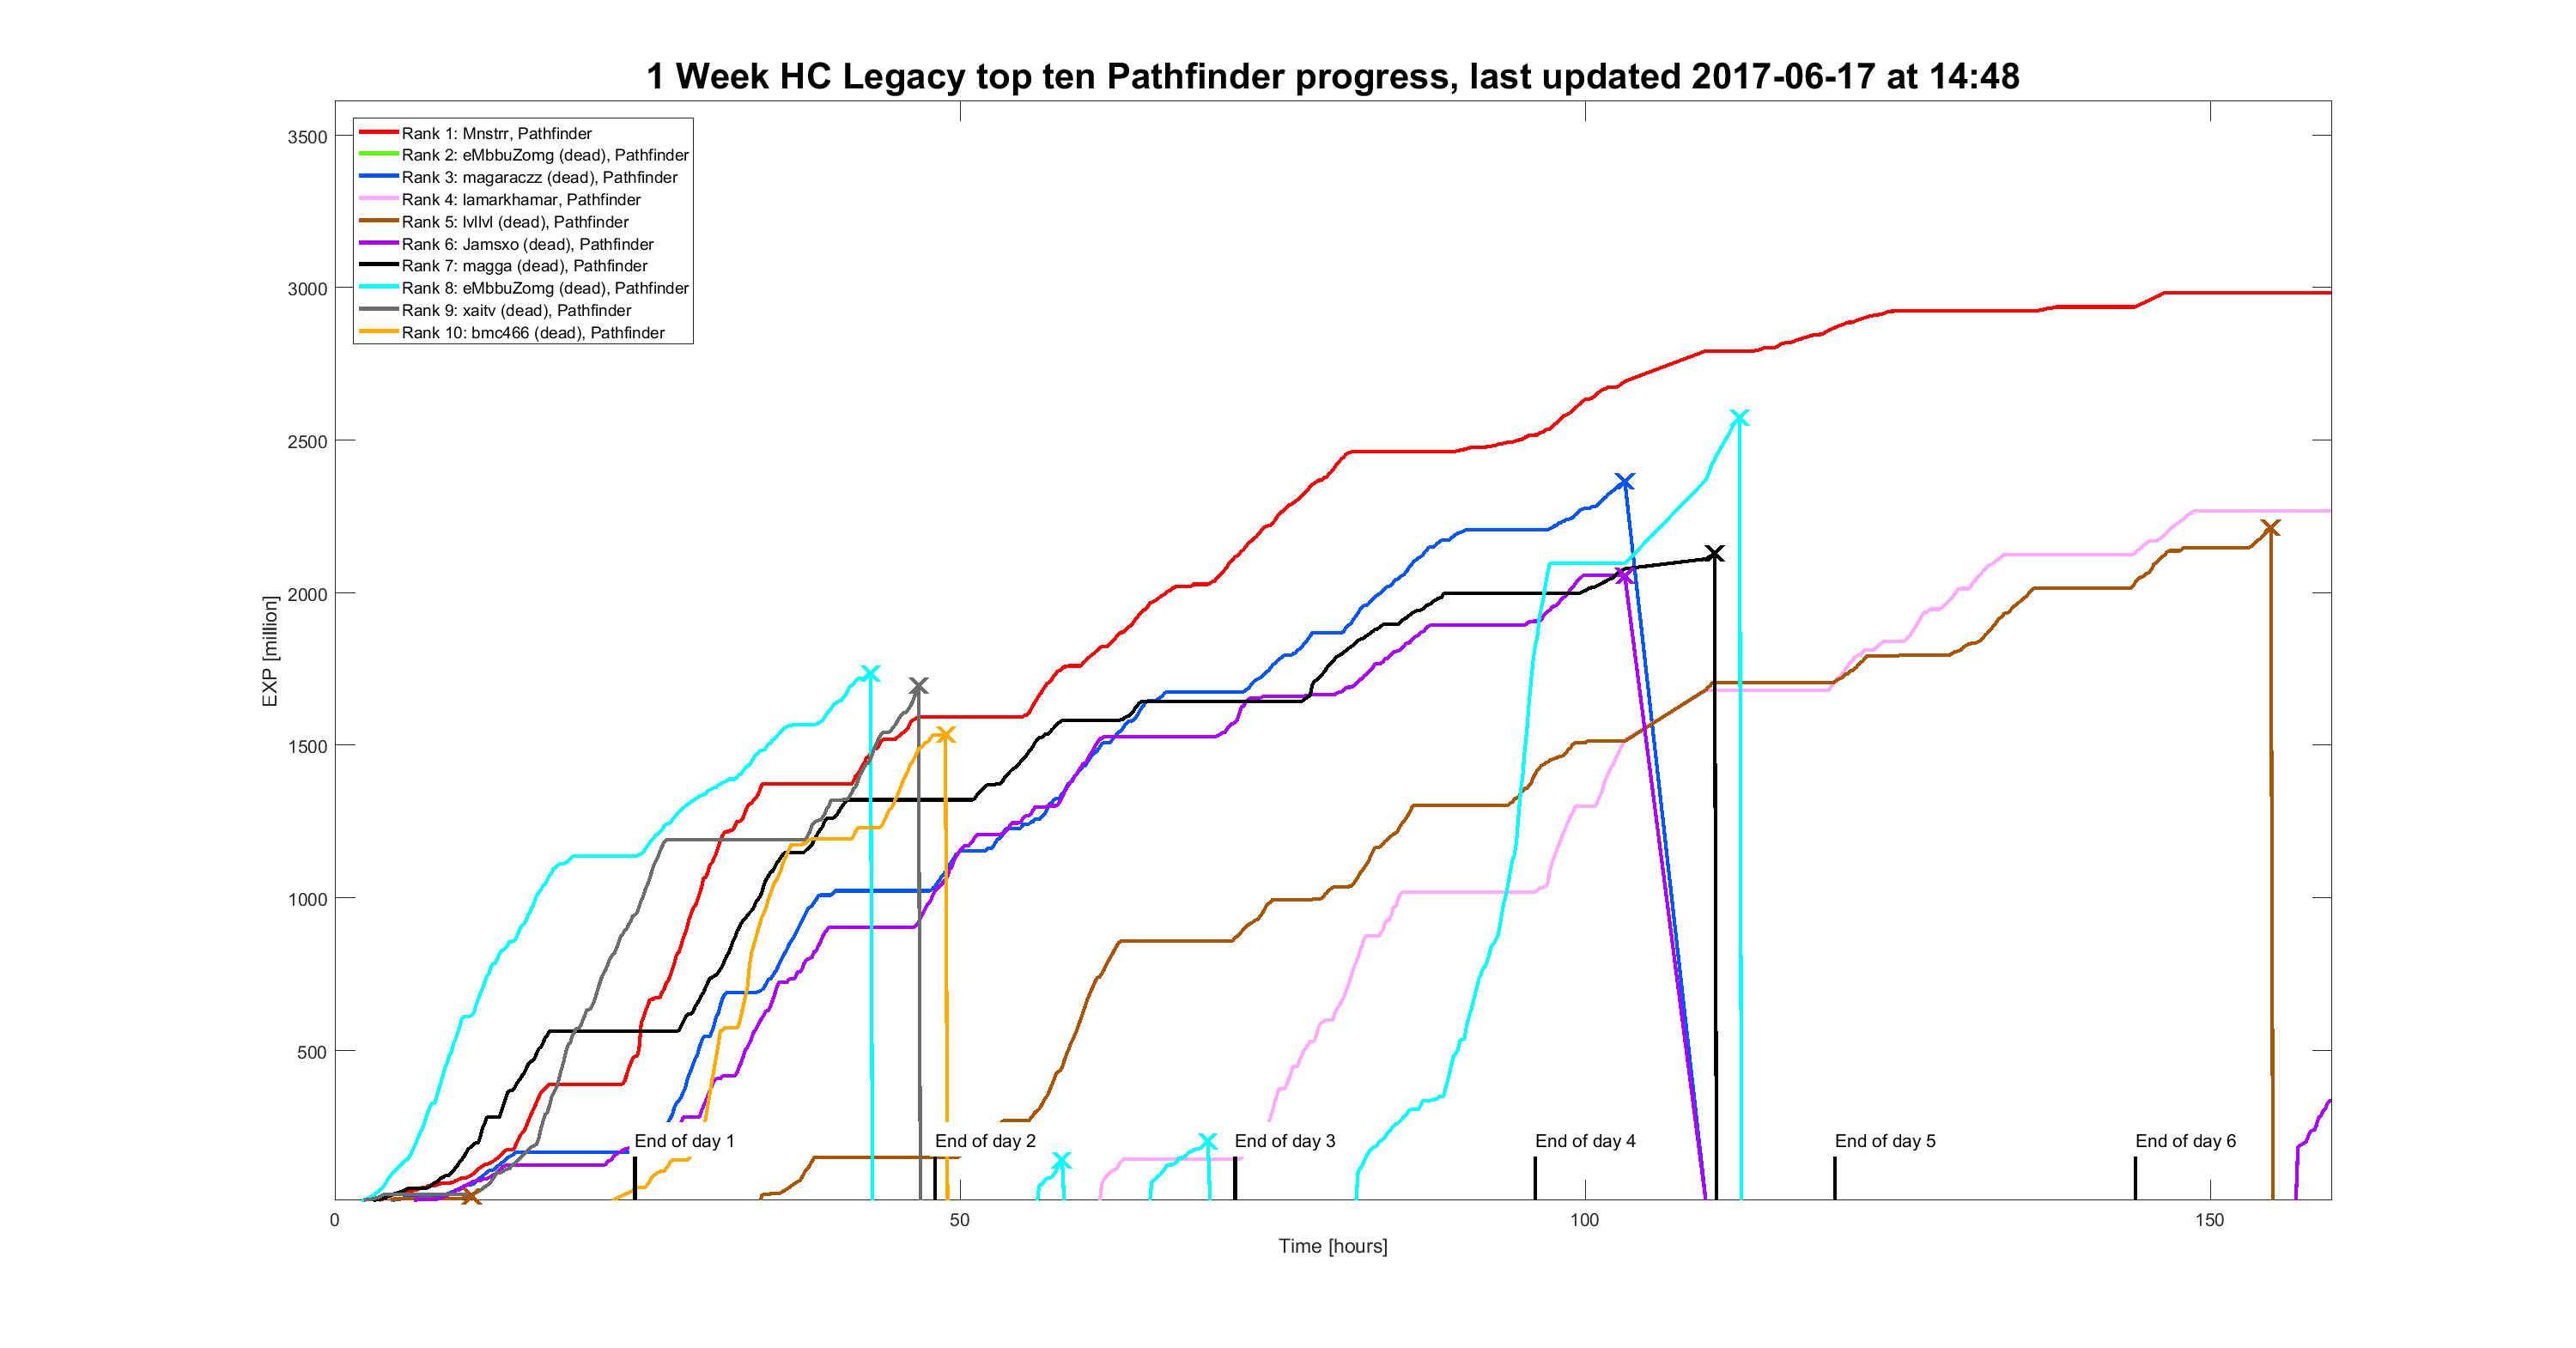 1 Week HC Legacy top ten Pathfinder progress, last updated 2017-06-17 at 14:48
Rank 1: Mnstrr, Pathfinder
Rank 2: eMbbuZomg (dead), Pathfinder
Rank 3: magaraczz (dead), Pathfinder
Rank 4: lamarkhamar, Pathfinder
Rank 5: lvllvl (dead), Pathfinder
Rank 6: Jamsxo (dead), Pathfinder
Rank 7: magga (dead), Pathfinder
Rank 8: eMbbuZomg (dead), Pathfinder
Rank 9: xaitv (dead), Pathfinder
Rank 10: bmc466 (dead), Pathfinder
3500
3000
2500
2000
1500
1000
500
EXP [million]
End of day 1
End of day 2
End of day 3
End of day 4
End of day 5
End of day 6
0
50
100
150
Time [hours]